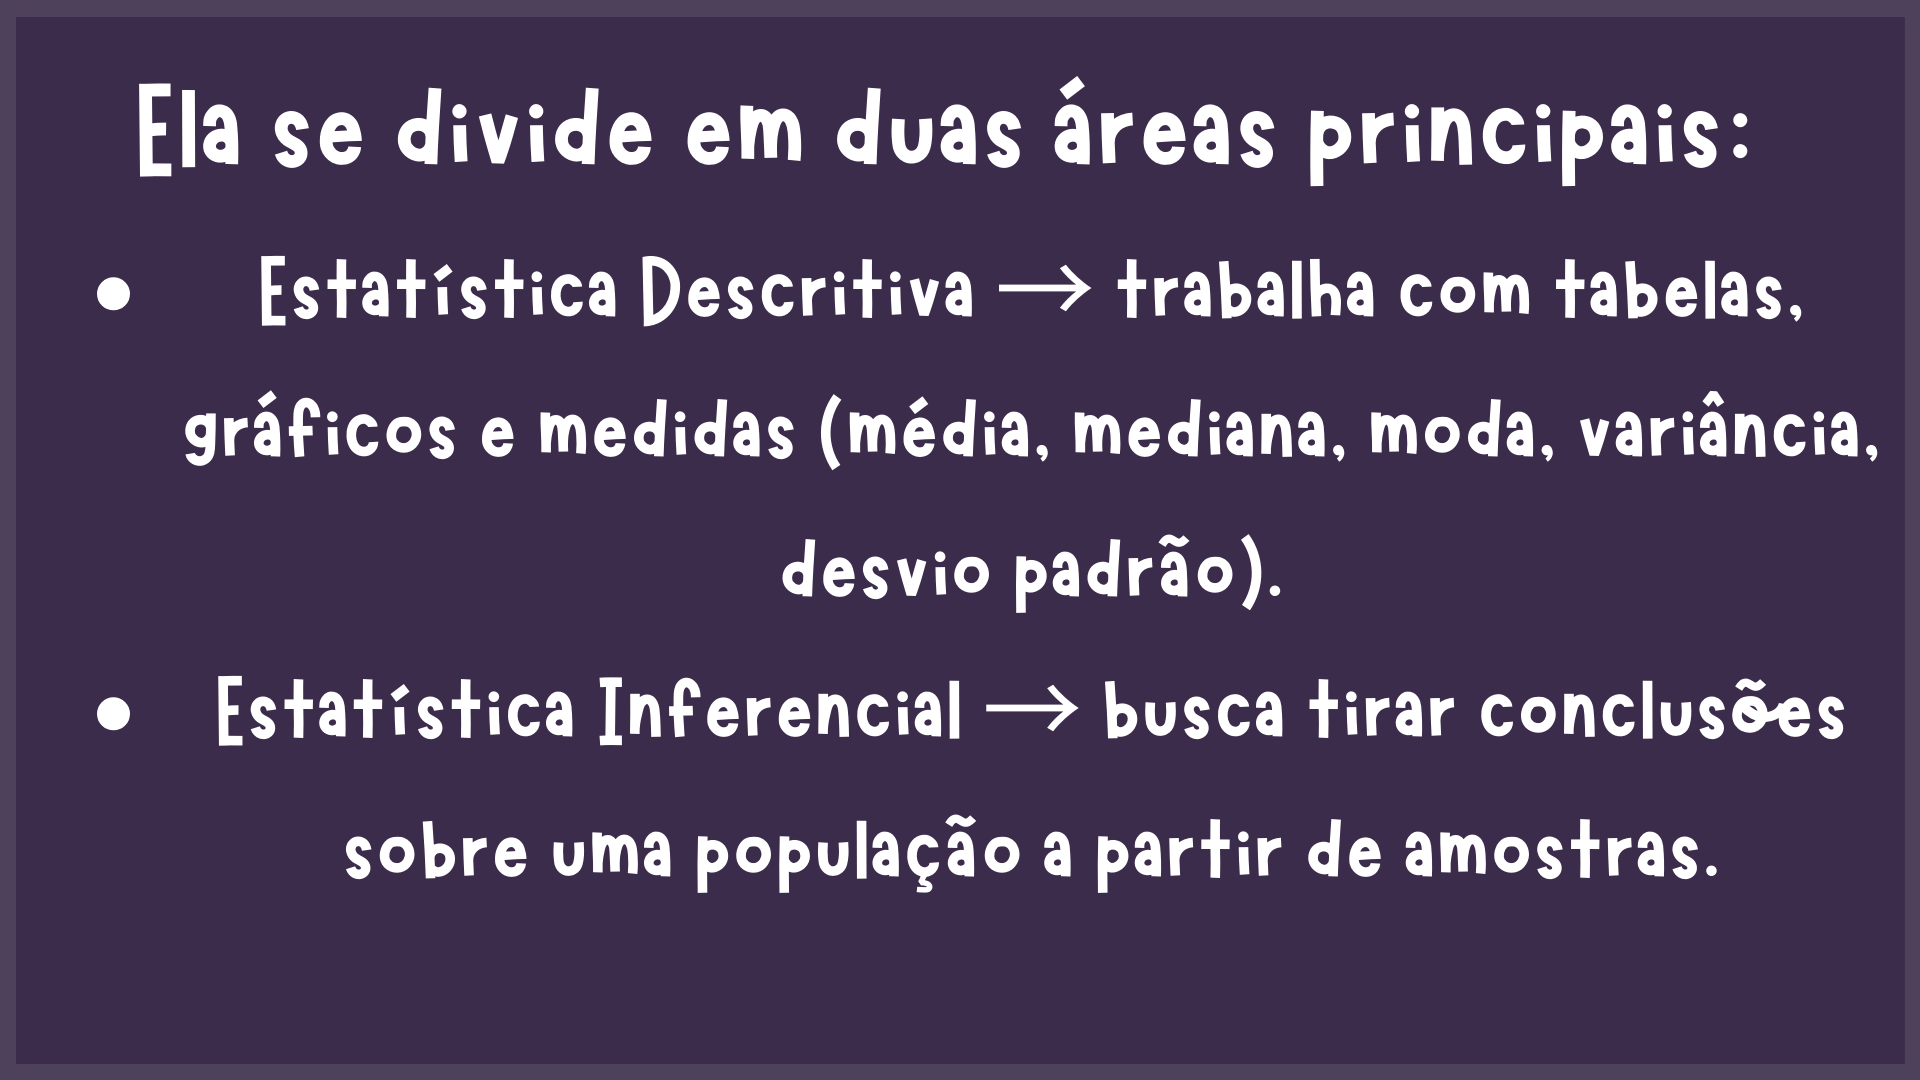 Ela se divide em duas áreas principais:
• Estatística Descritiva → trabalha com tabelas,
gráficos e medidas (média, mediana, moda, variância,
desvio padrão).
• Estatística Inferencial → busca tirar conclusões
sobre uma população a partir de amostras.